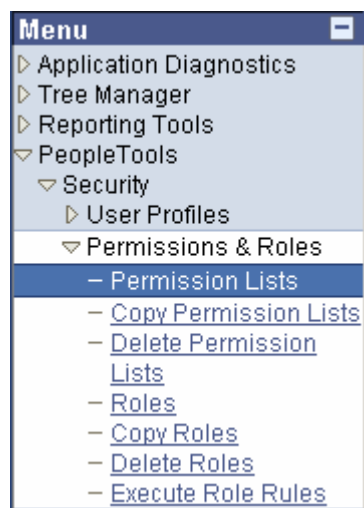 Menu
Application Diagnostics
Tree Manager
Reporting Tools
PeopleTools
Security
User Profiles
Permissions & Roles
– Permission Lists
– Copy Permission Lists
– Delete Permission
Lists
– Roles
– Copy Roles
– Delete Roles
– Execute Role Rules